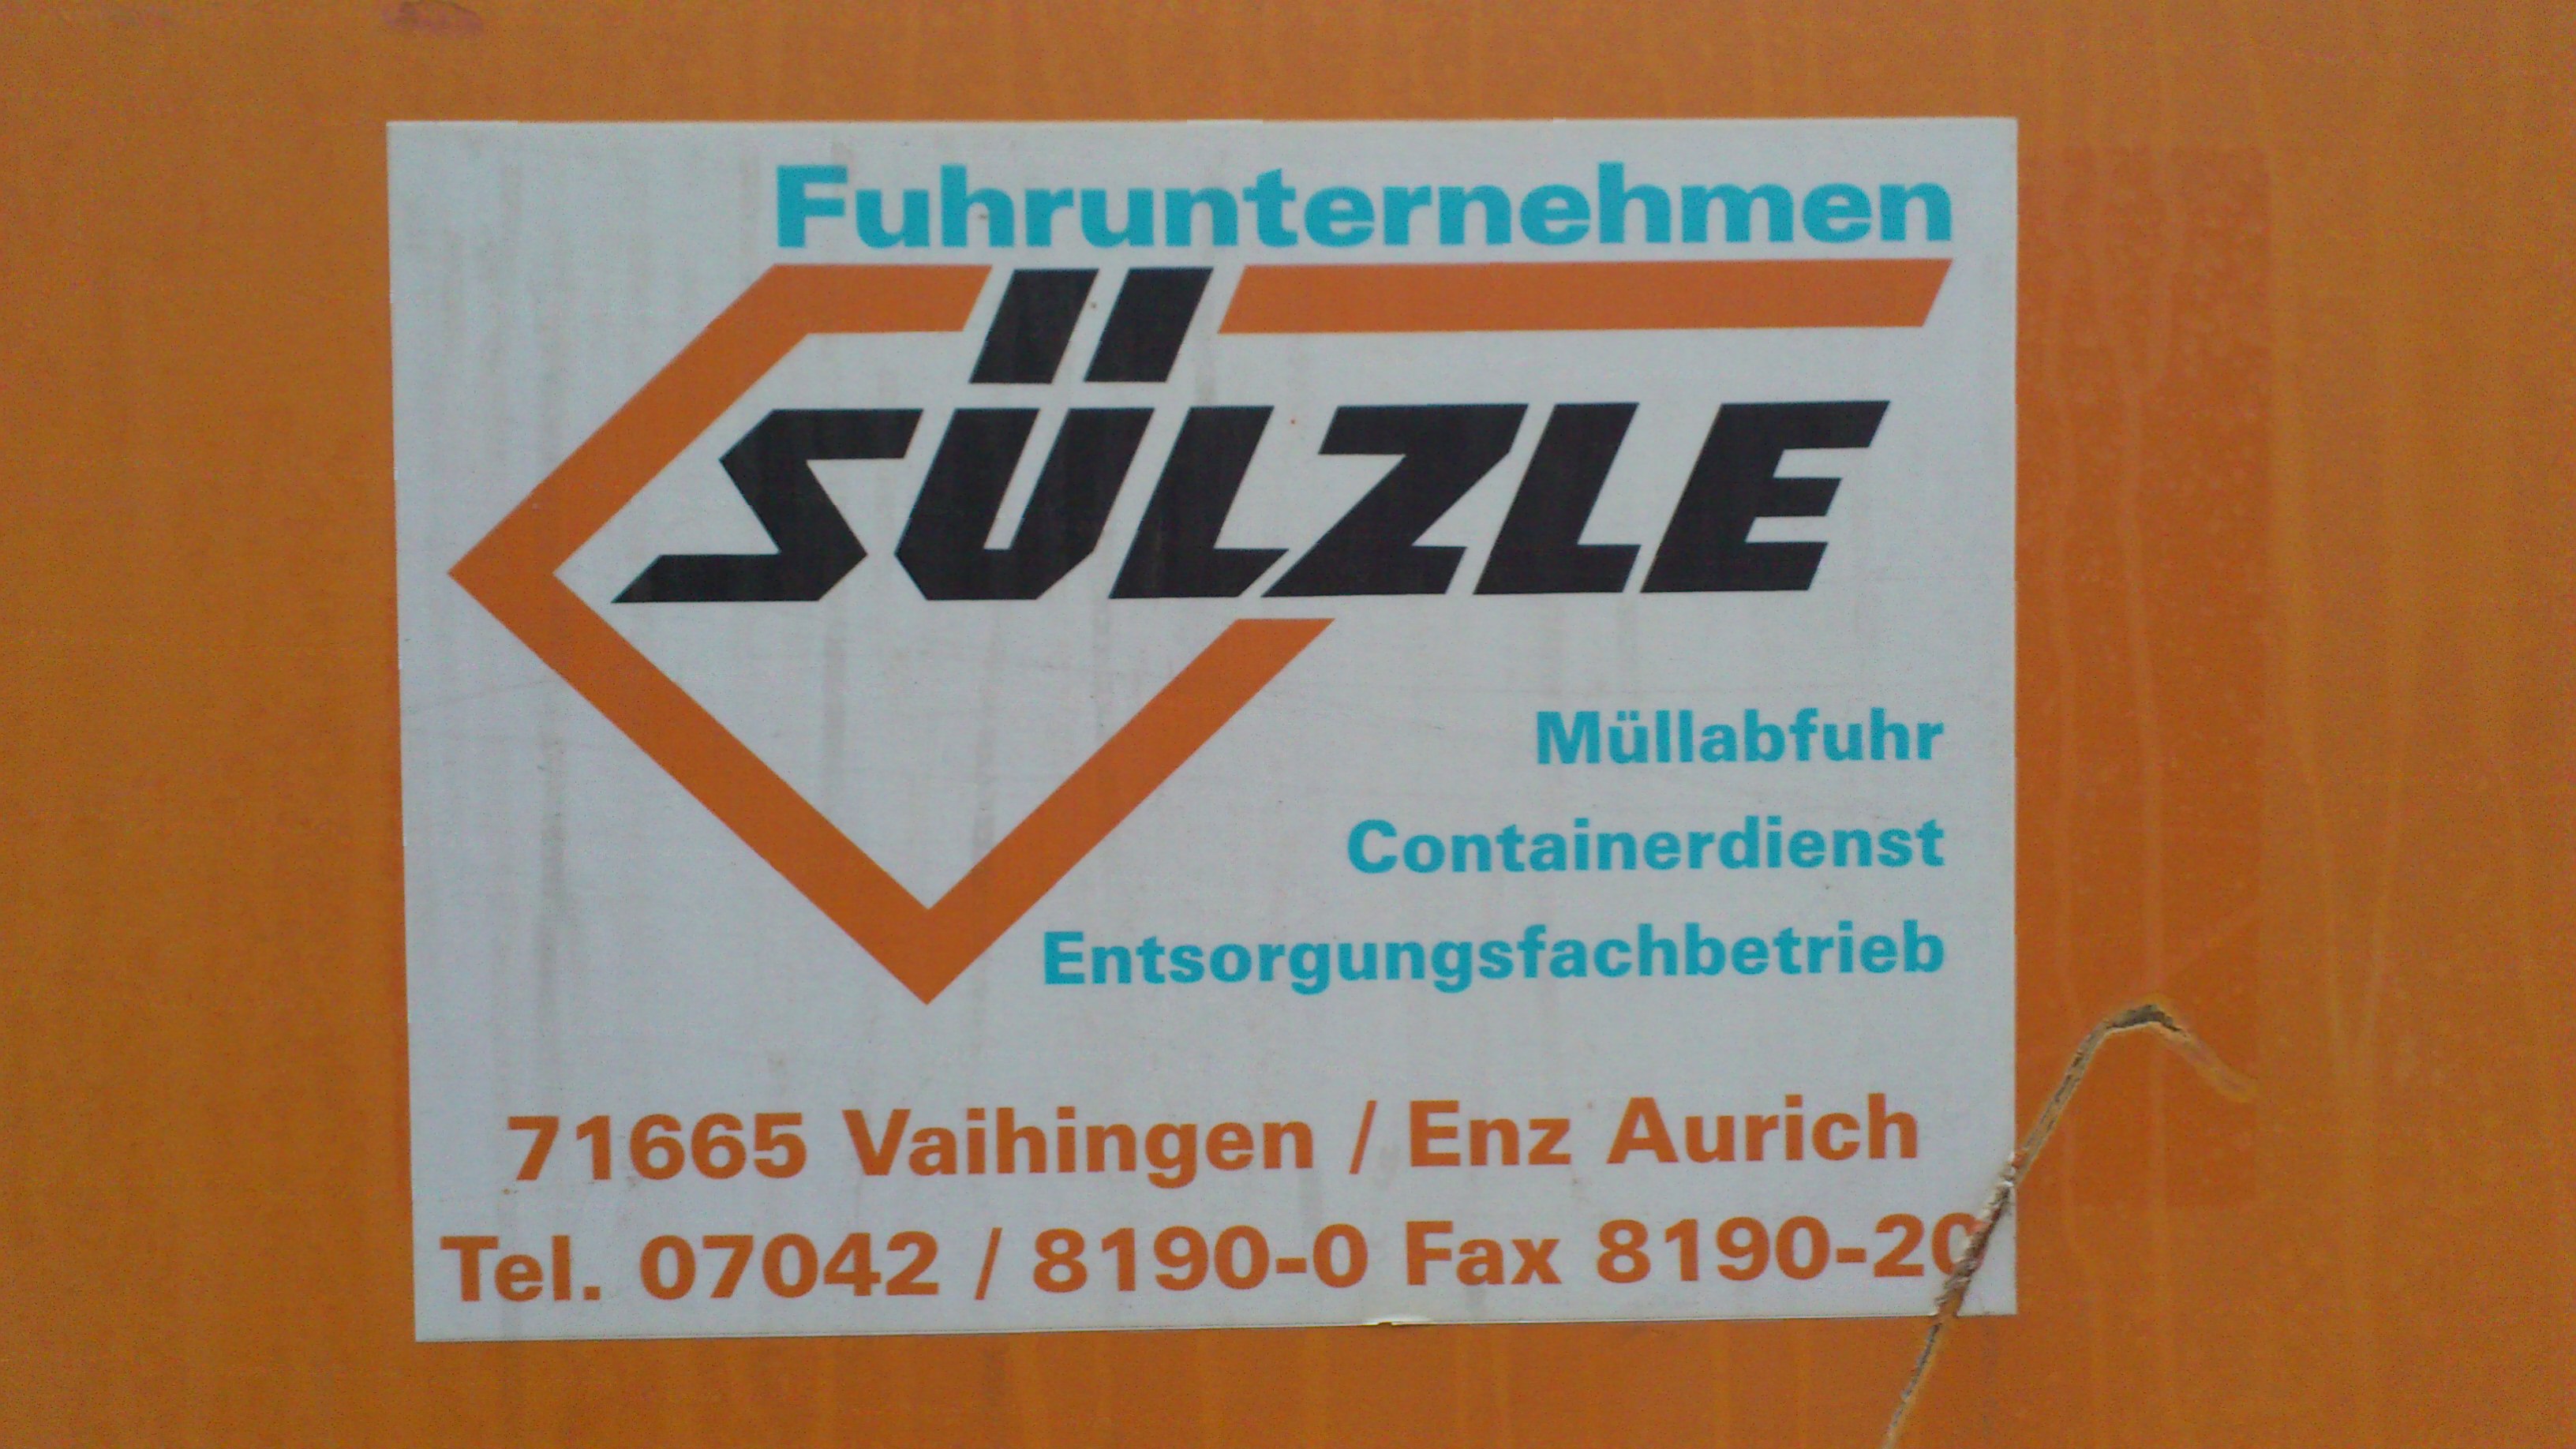 Fuhrunternehmen
SÜLZLE
Müllabfuhr
Containerdienst
Entsorgungsfachbetrieb
71665 Vaihingen / Enz Aurich
Tel. 07042 / 8190-0 Fax 8190-20